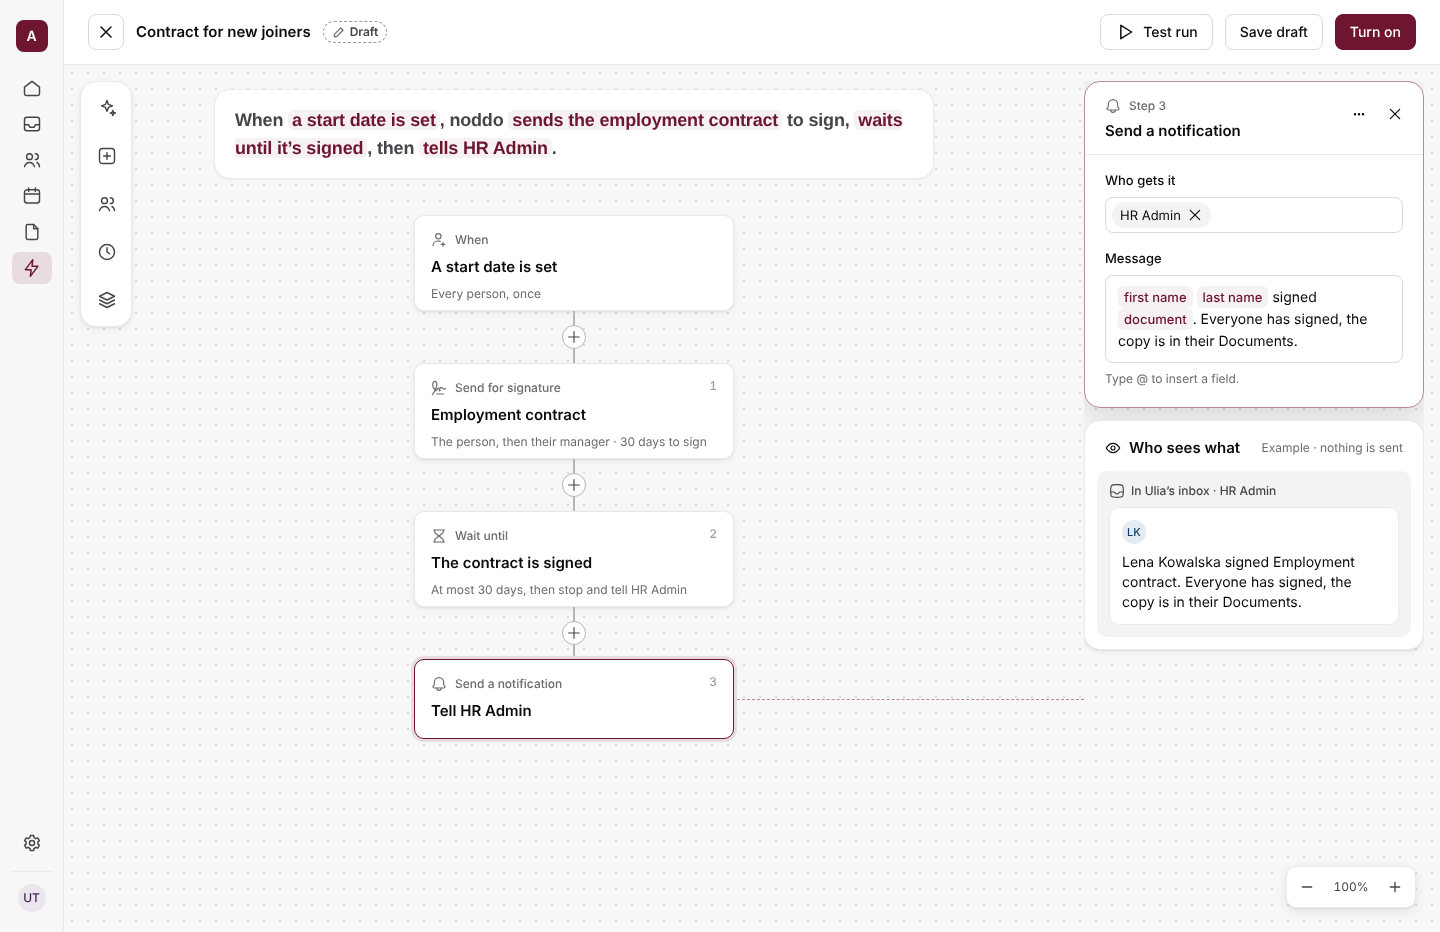 A
Contract for new joiners
Draft
Test run
Save draft
Turn on
When a start date is set, noddo sends the employment contract to sign, waits
until it’s signed, then tells HR Admin.
When
A start date is set
Every person, once
Send for signature
1
Employment contract
The person, then their manager · 30 days to sign
Wait until
2
The contract is signed
At most 30 days, then stop and tell HR Admin
Send a notification
3
Tell HR Admin
Step 3
Send a notification
Who gets it
HR Admin
Message
first name last name signed
document. Everyone has signed, the
copy is in their Documents.
Type @ to insert a field.
Who sees what
Example · nothing is sent
In Ulia’s inbox · HR Admin
LK
Lena Kowalska signed Employment
contract. Everyone has signed, the
copy is in their Documents.
UT
100%